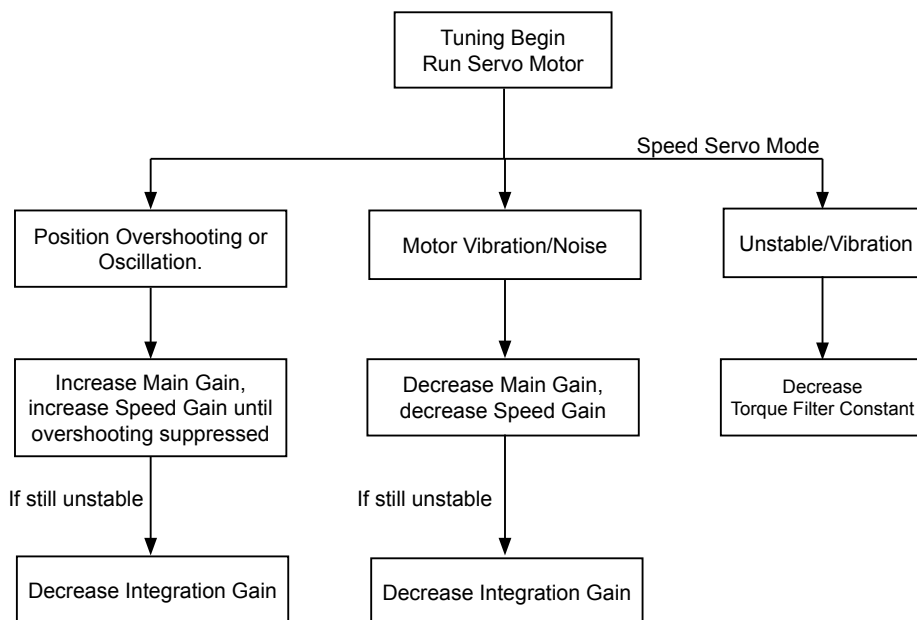 Tuning Begin
Run Servo Motor
Speed Servo Mode
Position Overshooting or
Oscillation.
Motor Vibration/Noise
Unstable/Vibration
Increase Main Gain,
increase Speed Gain until
overshooting suppressed
Decrease Main Gain,
decrease Speed Gain
Decrease
Torque Filter Constant
If still unstable
If still unstable
Decrease Integration Gain
Decrease Integration Gain